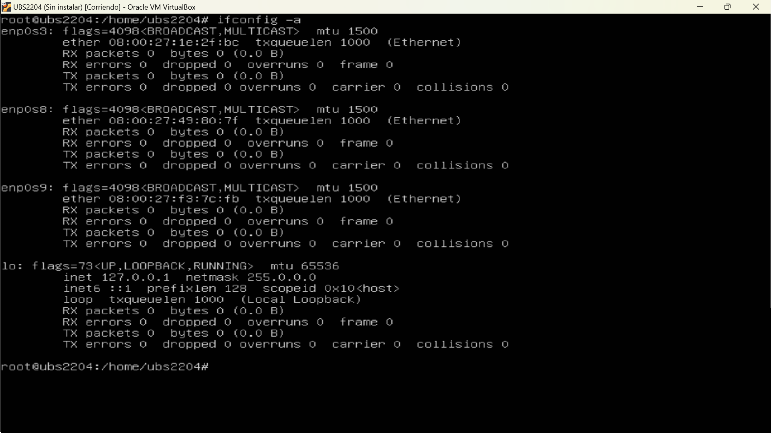 UBS2204 (Sin instalar) [Corriendo] - Oracle VM VirtualBox
root@ubs2204:/home/ubs2204# ifconfig -a
enp0s3: flags=4098<BROADCAST,MULTICAST>  mtu 1500
        ether 08:00:27:1e:2f:bc  txqueuelen 1000  (Ethernet)
        RX packets 0  bytes 0 (0.0 B)
        RX errors 0  dropped 0  overruns 0  frame 0
        TX packets 0  bytes 0 (0.0 B)
        TX errors 0  dropped 0 overruns 0  carrier 0  collisions 0
enp0s8: flags=4098<BROADCAST,MULTICAST>  mtu 1500
        ether 08:00:27:49:80:7f  txqueuelen 1000  (Ethernet)
        RX packets 0  bytes 0 (0.0 B)
        RX errors 0  dropped 0  overruns 0  frame 0
        TX packets 0  bytes 0 (0.0 B)
        TX errors 0  dropped 0 overruns 0  carrier 0  collisions 0
enp0s9: flags=4098<BROADCAST,MULTICAST>  mtu 1500
        ether 08:00:27:f3:7c:fb  txqueuelen 1000  (Ethernet)
        RX packets 0  bytes 0 (0.0 B)
        RX errors 0  dropped 0  overruns 0  frame 0
        TX packets 0  bytes 0 (0.0 B)
        TX errors 0  dropped 0 overruns 0  carrier 0  collisions 0
lo: flags=73<UP,LOOPBACK,RUNNING>  mtu 65536
        inet 127.0.0.1  netmask 255.0.0.0
        inet6 ::1  prefixlen 128  scopeid 0x10<host>
        loop  txqueuelen 1000  (Local Loopback)
        RX packets 0  bytes 0 (0.0 B)
        RX errors 0  dropped 0  overruns 0  frame 0
        TX packets 0  bytes 0 (0.0 B)
        TX errors 0  dropped 0 overruns 0  carrier 0  collisions 0
root@ubs2204:/home/ubs2204#